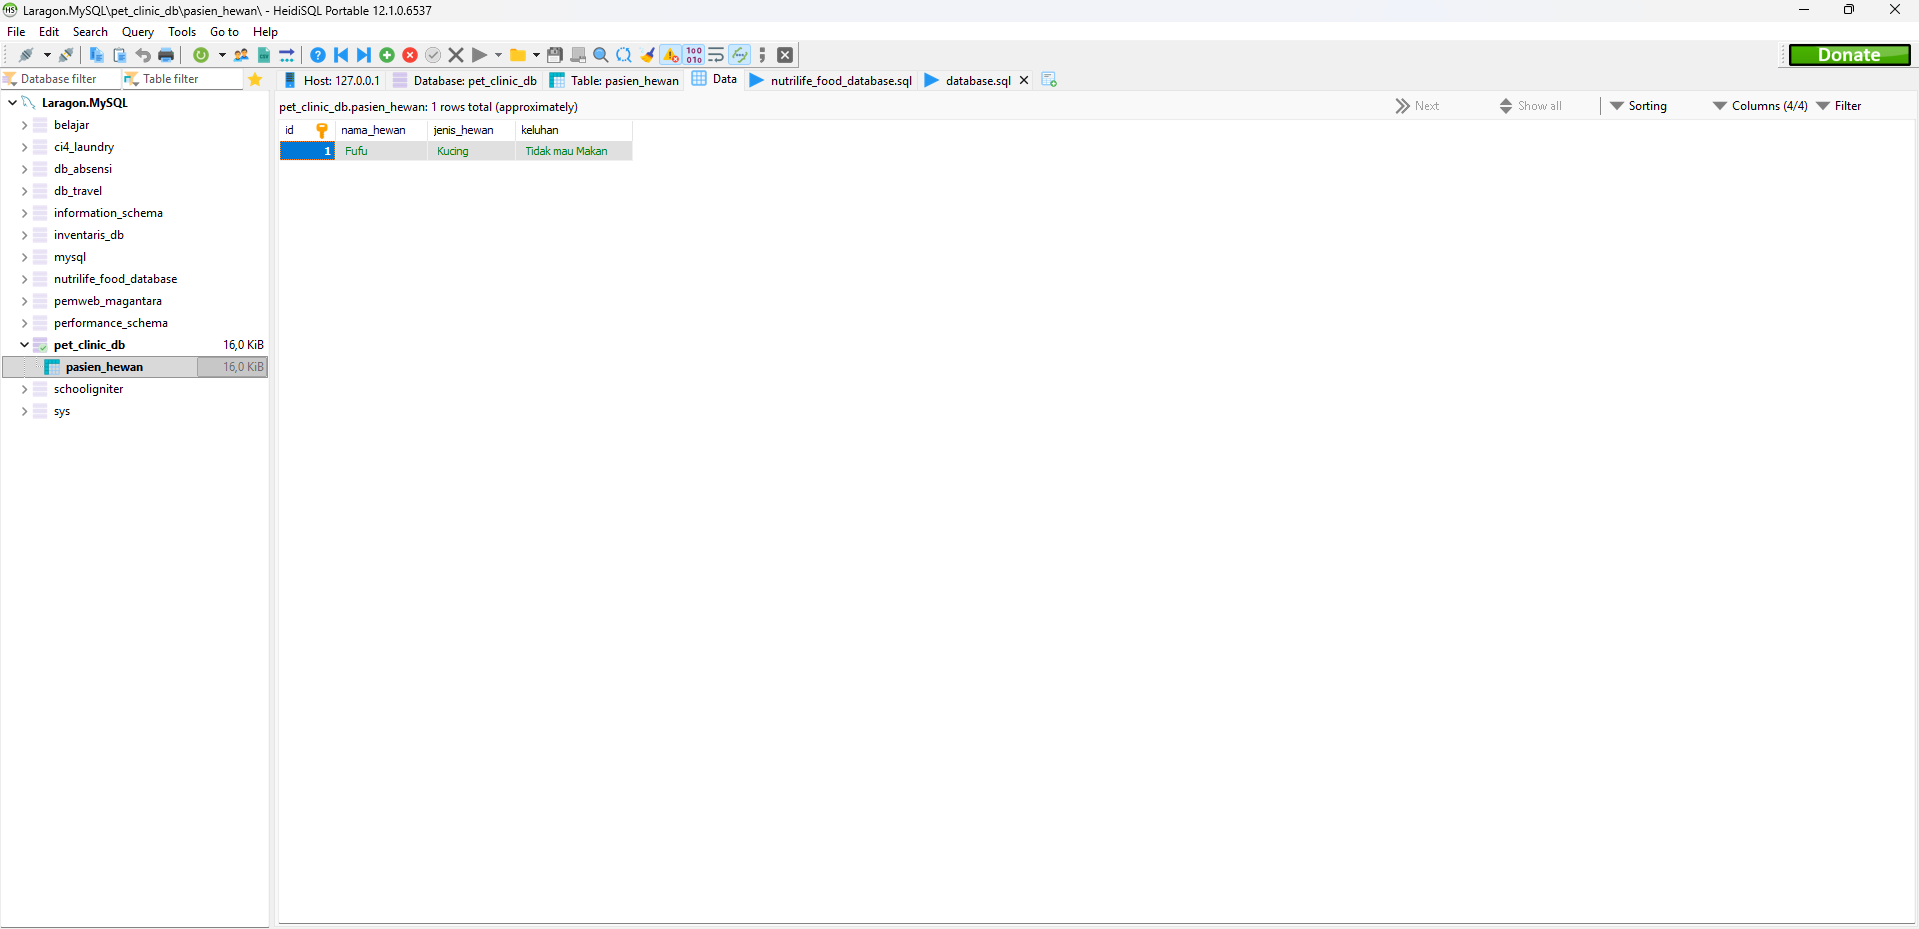 Laragon.MySQL\pet_clinic_db\pasien_hewan\ - HeidiSQL Portable 12.1.0.6537
File Edit Search Query Tools Go to Help
Donate
Database filter Table filter
Host: 127.0.0.1 Database: pet_clinic_db Table: pasien_hewan Data nutrilife_food_database.sql database.sql
Laragon.MySQL
belajar
ci4_laundry
db_absensi
db_travel
information_schema
inventaris_db
mysql
nutrilife_food_database
pemweb_magantara
performance_schema
pet_clinic_db 16,0 KiB
pasien_hewan 16,0 KiB
schooligniter
sys
pet_clinic_db.pasien_hewan: 1 rows total (approximately) Next Show all Sorting Columns (4/4) Filter
id nama_hewan jenis_hewan keluhan
1 Fufu Kucing Tidak mau Makan